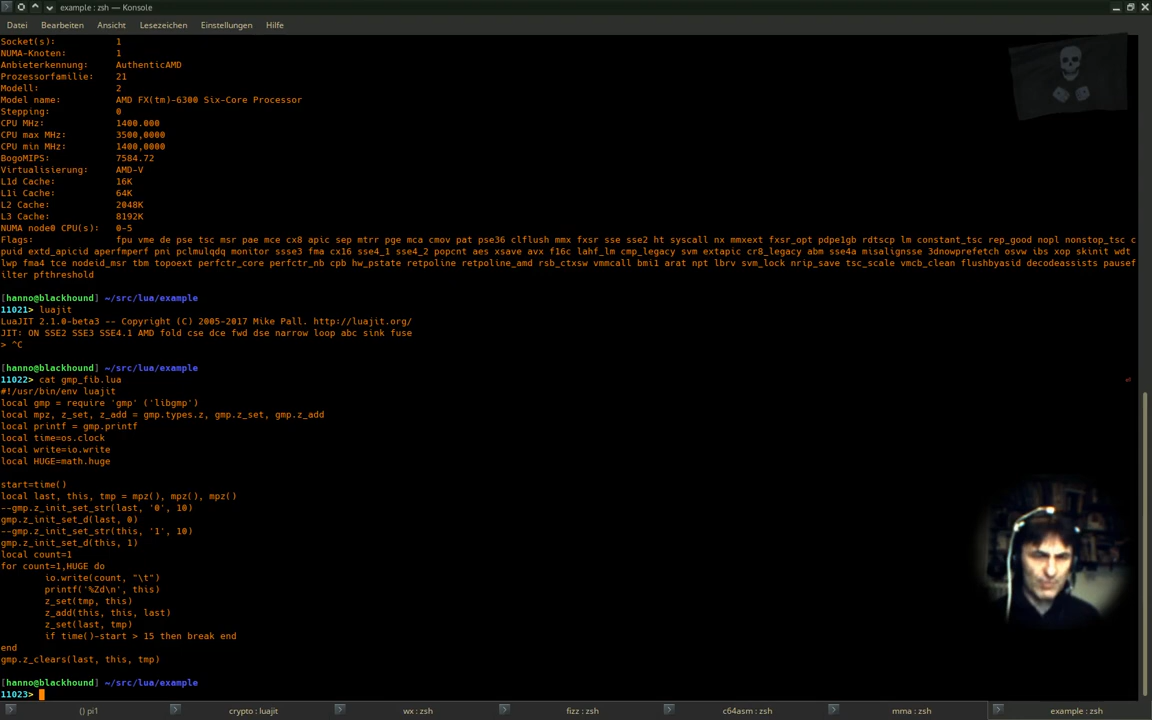 example : zsh — Konsole
Datei Bearbeiten Ansicht Lesezeichen Einstellungen Hilfe
Socket(s): 1
NUMA-Knoten: 1
Anbieterkennung: AuthenticAMD
Prozessorfamilie: 21
Modell: 2
Model name: AMD FX(tm)-6300 Six-Core Processor
Stepping: 0
CPU MHz: 1400.000
CPU max MHz: 3500,0000
CPU min MHz: 1400,0000
BogoMIPS: 7584.72
Virtualisierung: AMD-V
L1d Cache: 16K
L1i Cache: 64K
L2 Cache: 2048K
L3 Cache: 8192K
NUMA node0 CPU(s): 0-5
Flags: fpu vme de pse tsc msr pae mce cx8 apic sep mtrr pge mca cmov pat pse36 clflush mmx fxsr sse sse2 ht syscall nx mmxext fxsr_opt pdpe1gb rdtscp lm constant_tsc rep_good nopl nonstop_tsc c
puid extd_apicid aperfmperf pni pclmulqdq monitor ssse3 fma cx16 sse4_1 sse4_2 popcnt aes xsave avx f16c lahf_lm cmp_legacy svm extapic cr8_legacy abm sse4a misalignsse 3dnowprefetch osvw ibs xop skinit wdt
lwp fma4 tce nodeid_msr tbm topoext perfctr_core perfctr_nb cpb hw_pstate retpoline retpoline_amd rsb_ctxsw vmmcall bmi1 arat npt lbrv svm_lock nrip_save tsc_scale vmcb_clean flushbyasid decodeassists pausef
ilter pfthreshold
[hanno@blackhound] ~/src/lua/example
11021> luajit
LuaJIT 2.1.0-beta3 -- Copyright (C) 2005-2017 Mike Pall. http://luajit.org/
JIT: ON SSE2 SSE3 SSE4.1 AMD fold cse dce fwd dse narrow loop abc sink fuse
> ^C
[hanno@blackhound] ~/src/lua/example
11022> cat gmp_fib.lua
#!/usr/bin/env luajit
local gmp = require 'gmp' ('libgmp')
local mpz, z_set, z_add = gmp.types.z, gmp.z_set, gmp.z_add
local printf = gmp.printf
local time=os.clock
local write=io.write
local HUGE=math.huge
start=time()
local last, this, tmp = mpz(), mpz(), mpz()
--gmp.z_init_set_str(last, '0', 10)
gmp.z_init_set_d(last, 0)
--gmp.z_init_set_str(this, '1', 10)
gmp.z_init_set_d(this, 1)
local count=1
for count=1,HUGE do
io.write(count, "\t")
printf('%Zd\n', this)
z_set(tmp, this)
z_add(this, this, last)
z_set(last, tmp)
if time()-start > 15 then break end
end
gmp.z_clears(last, this, tmp)
[hanno@blackhound] ~/src/lua/example
11023>
() pi1 crypto : luajit wx : zsh fizz : zsh c64asm : zsh mma : zsh example : zsh